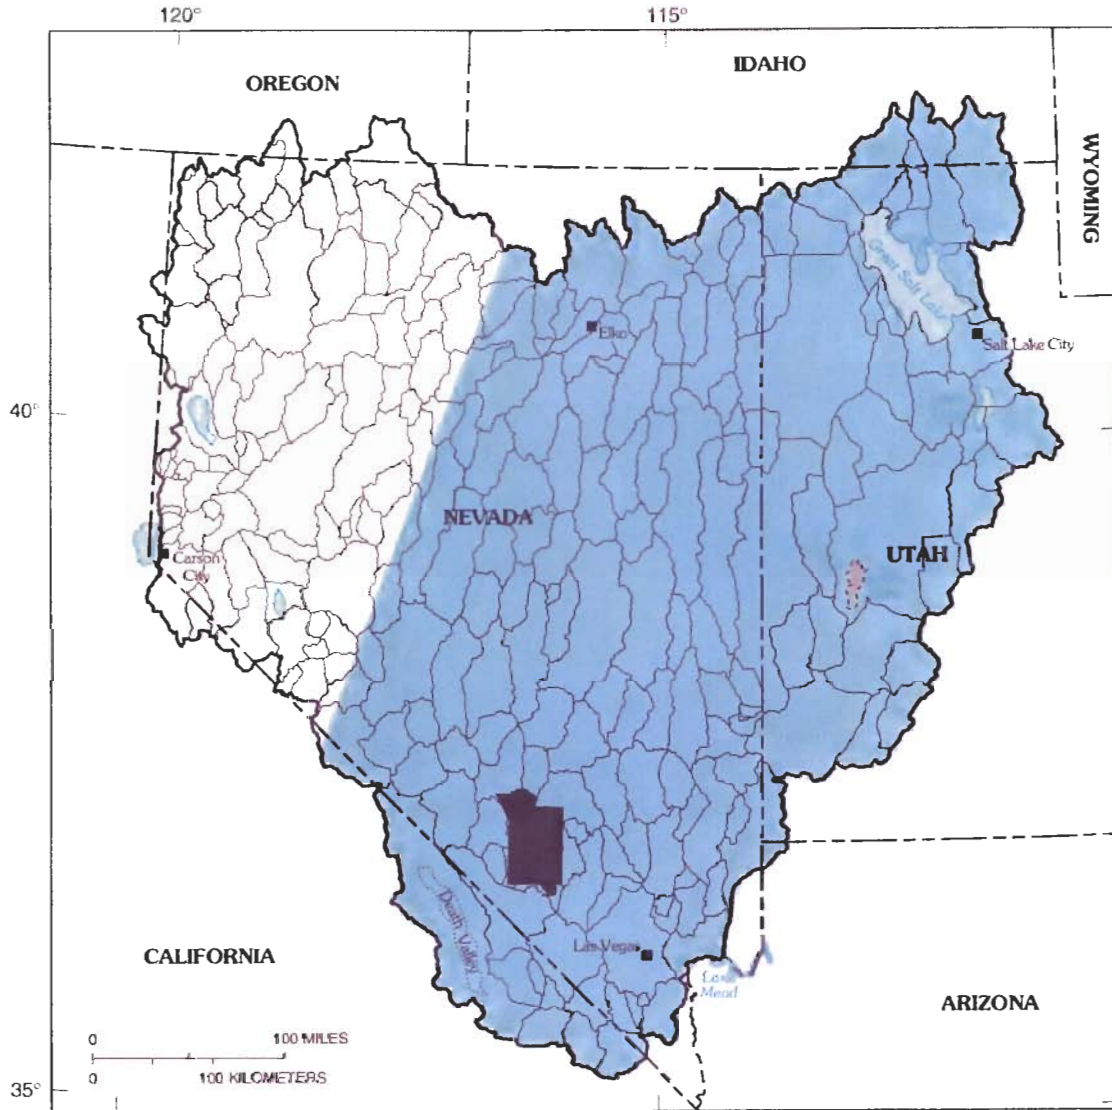 120°
115°
OREGON
IDAHO
WYOMING
Great Salt Lake
Elko
Salt Lake City
40°
NEVADA
UTAH
Carson
City
Death Valley
Las Vegas
CALIFORNIA
Lake
Mead
ARIZONA
0 100 MILES
0 100 KILOMETERS
35°